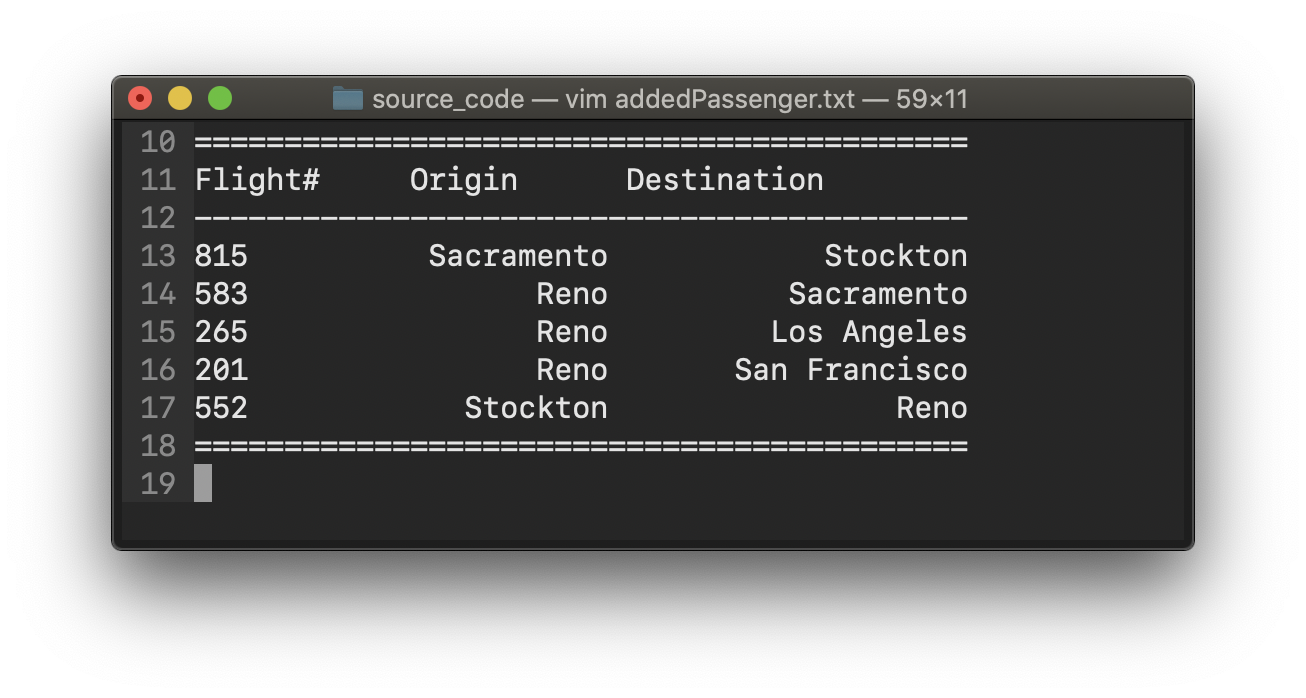 source_code — vim addedPassenger.txt — 59×11
10 ===========================================
11 Flight#     Origin      Destination
12 -------------------------------------------
13 815          Sacramento            Stockton
14 583                Reno          Sacramento
15 265                Reno         Los Angeles
16 201                Reno       San Francisco
17 552            Stockton                Reno
18 ===========================================
19